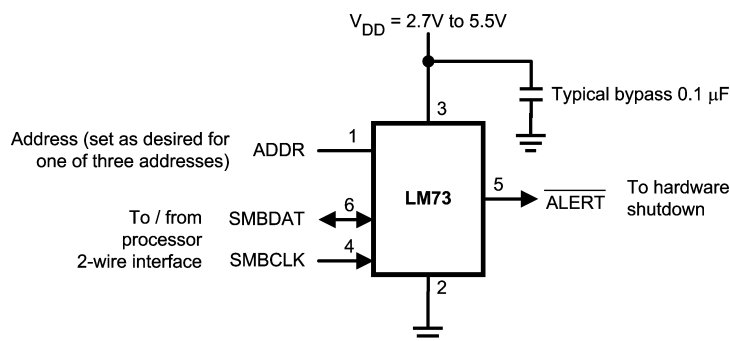 VDD = 2.7V to 5.5V
Typical bypass 0.1 μF
3
Address (set as desired for
one of three addresses)
ADDR
1
LM73
5
ALERT
To hardware
shutdown
To / from
processor
2-wire interface
SMBDAT
6
SMBCLK
4
2